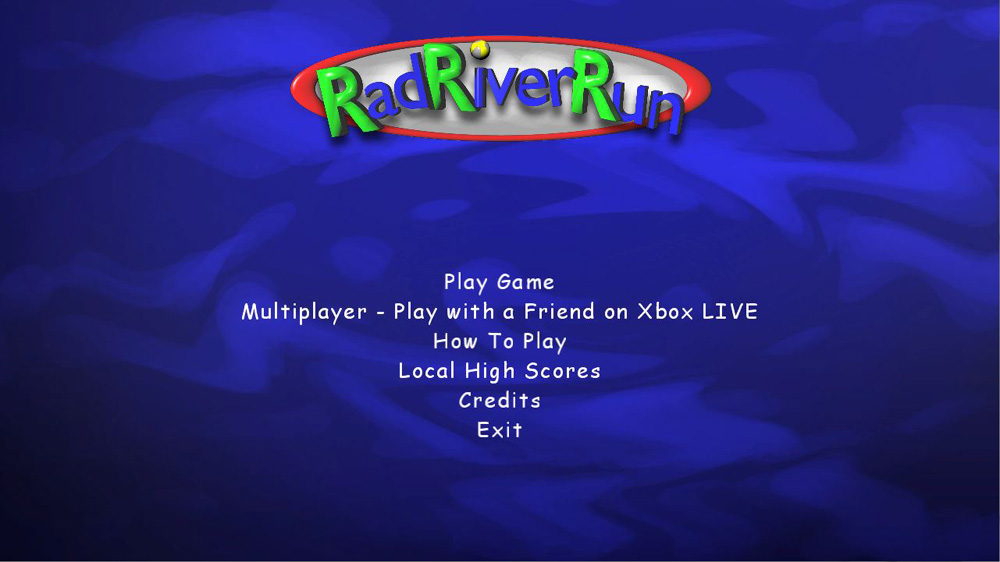 RadRiverRun
Play Game
Multiplayer - Play with a Friend on Xbox LIVE
How To Play
Local High Scores
Credits
Exit